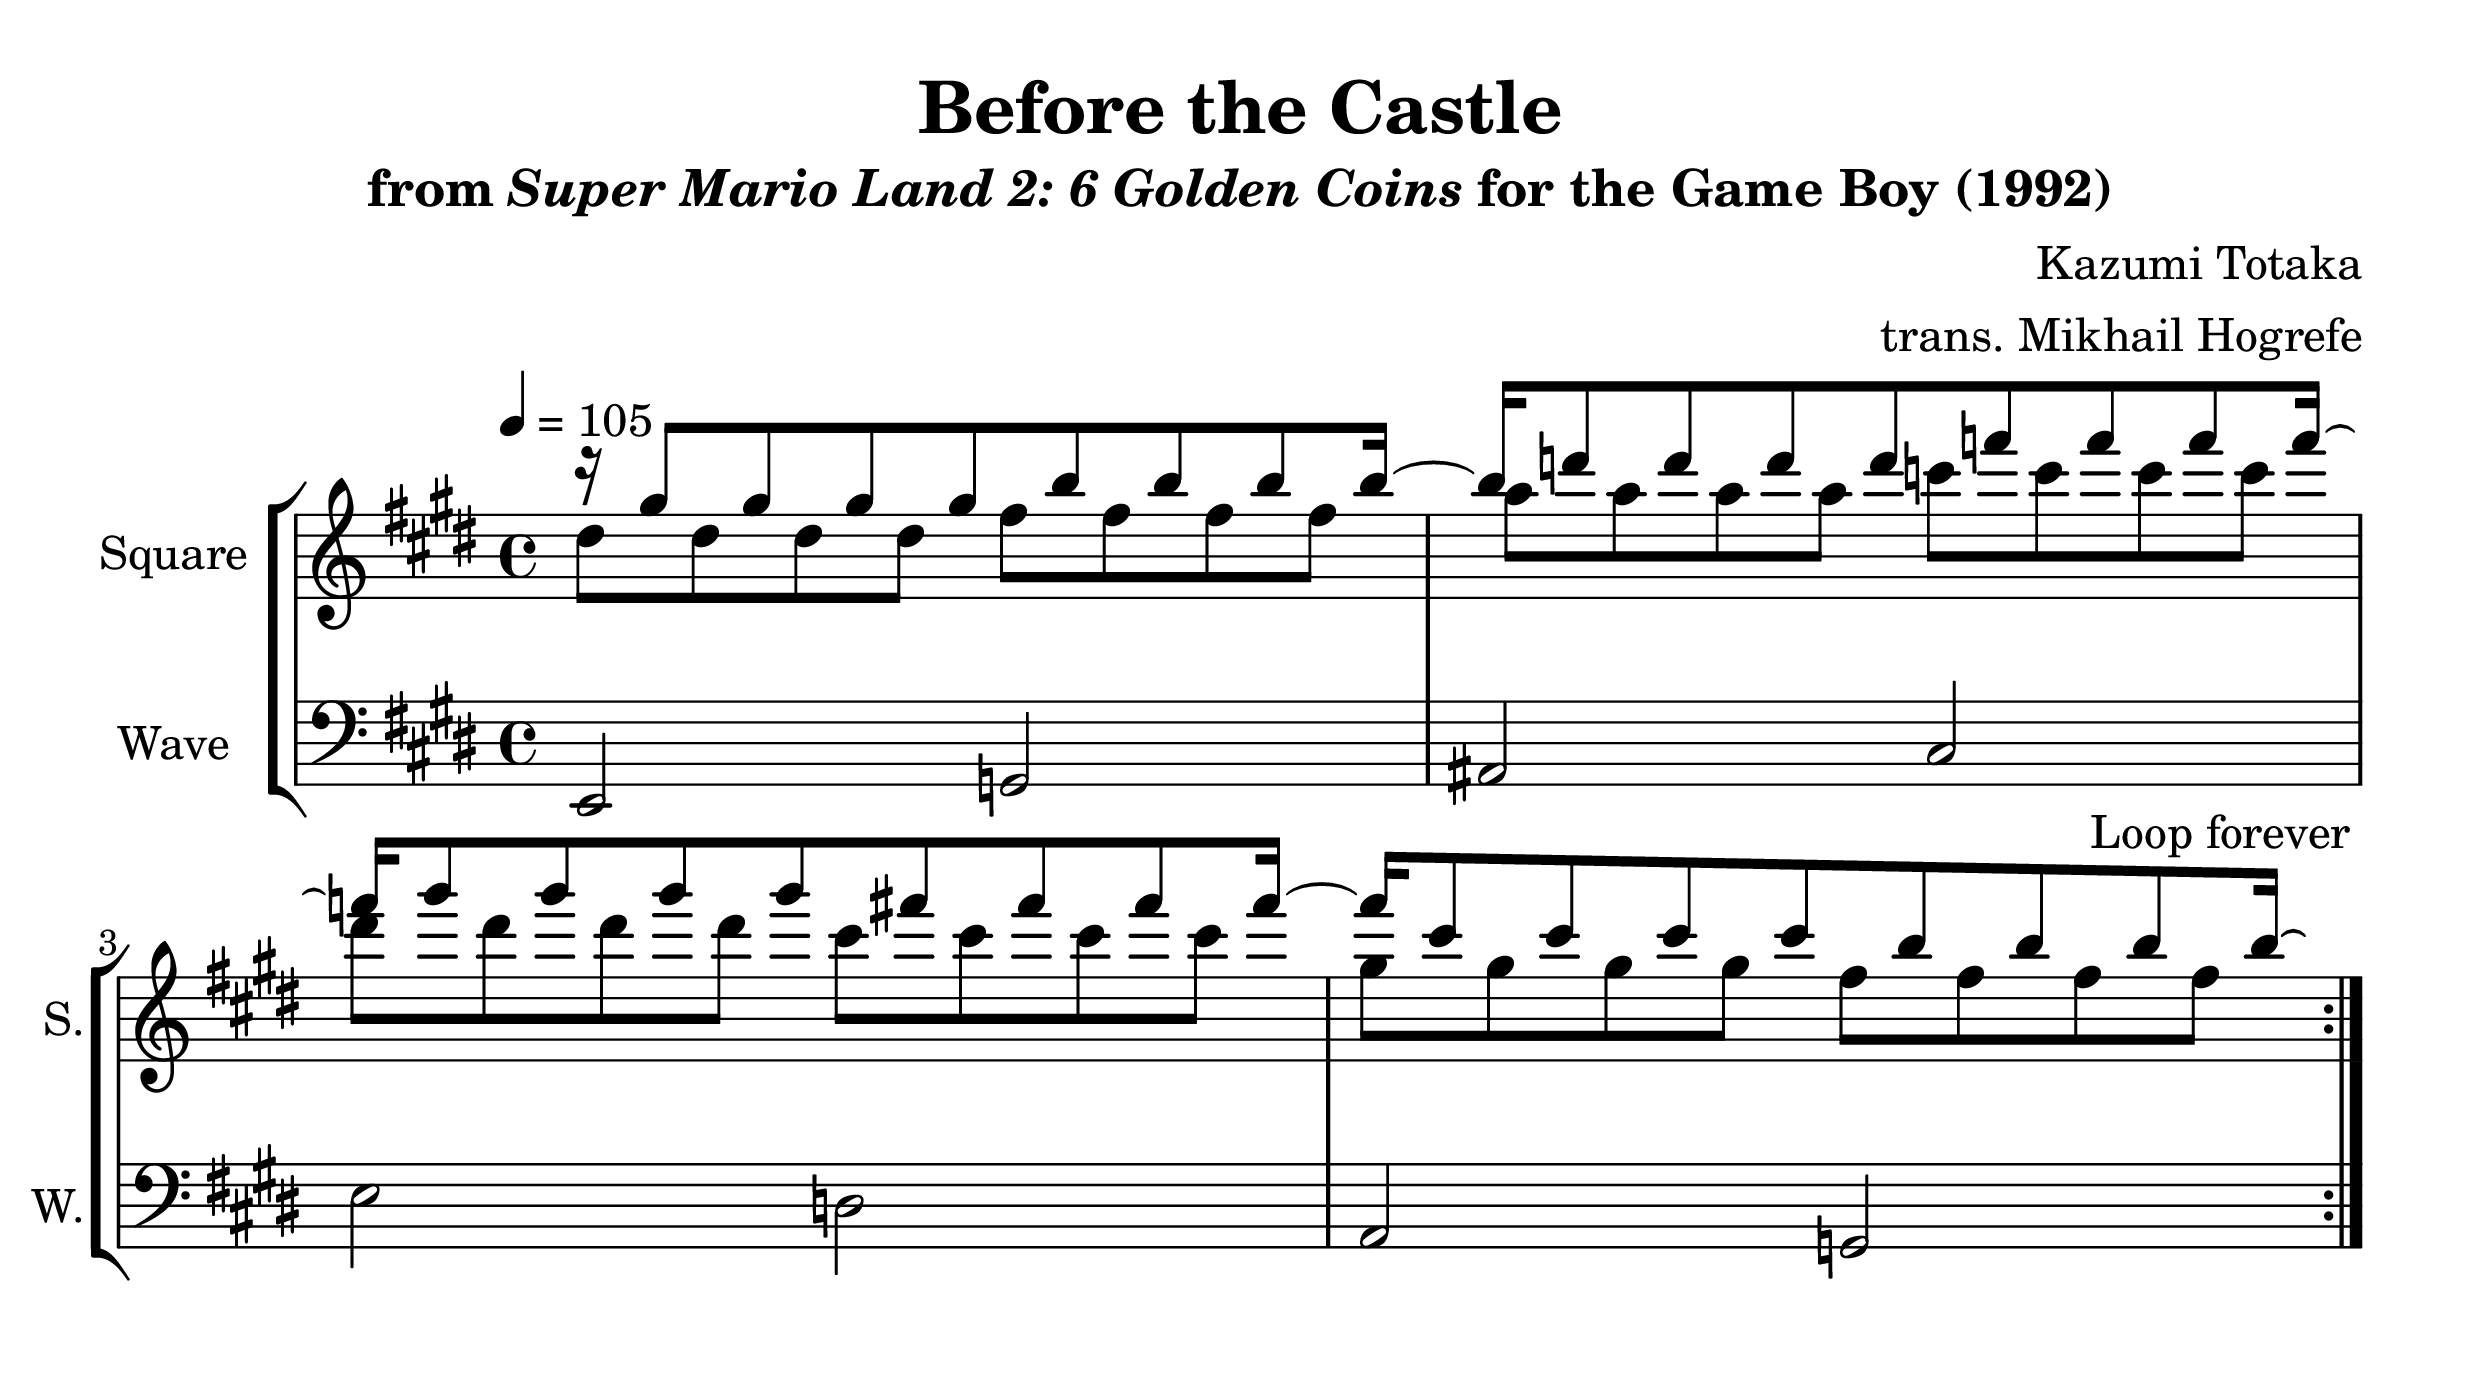 Before the Castle
from Super Mario Land 2: 6 Golden Coins for the Game Boy (1992)
Kazumi Totaka
trans. Mikhail Hogrefe
= 105
Square
Wave
Loop forever
3
S.
W.